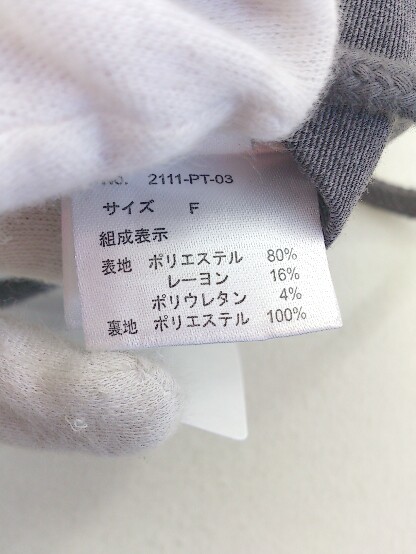 No. 2111-PT-03
サイズ F
組成表示
表地 ポリエステル 80%
レーヨン 16%
ポリウレタン 4%
裏地 ポリエステル 100%